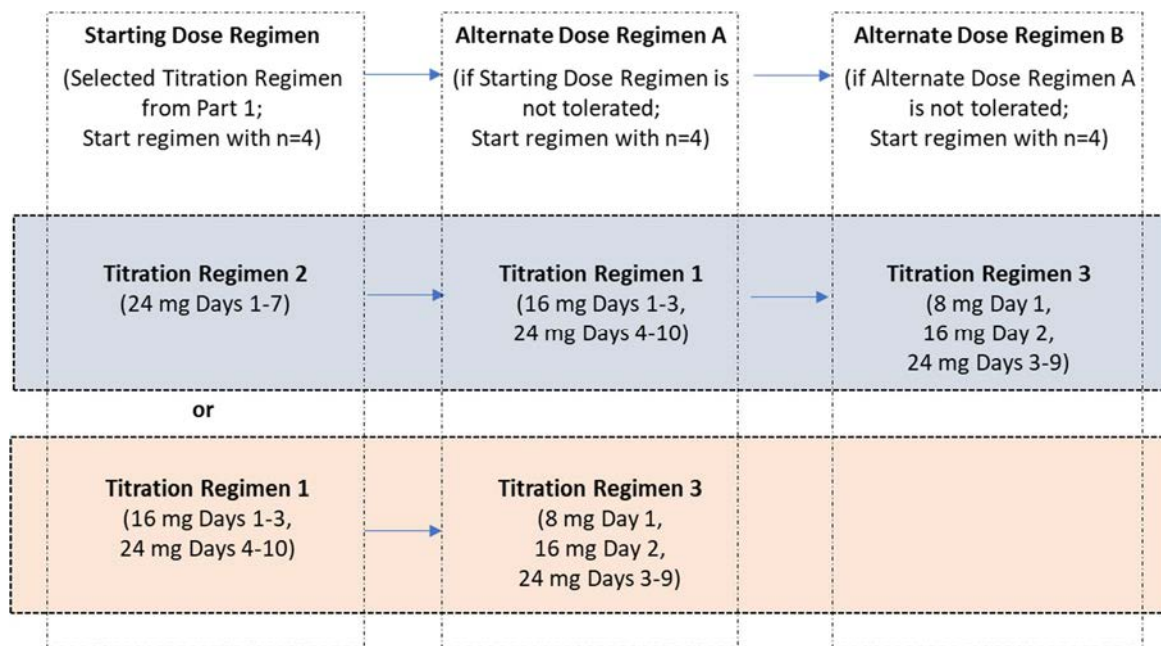 Starting Dose Regimen
(Selected Titration Regimen
from Part 1;
Start regimen with n=4)
Alternate Dose Regimen A
(if Starting Dose Regimen is
not tolerated;
Start regimen with n=4)
Alternate Dose Regimen B
(if Alternate Dose Regimen A
is not tolerated;
Start regimen with n=4)
Titration Regimen 2
(24 mg Days 1-7)
Titration Regimen 1
(16 mg Days 1-3,
24 mg Days 4-10)
Titration Regimen 3
(8 mg Day 1,
16 mg Day 2,
24 mg Days 3-9)
or
Titration Regimen 1
(16 mg Days 1-3,
24 mg Days 4-10)
Titration Regimen 3
(8 mg Day 1,
16 mg Day 2,
24 mg Days 3-9)